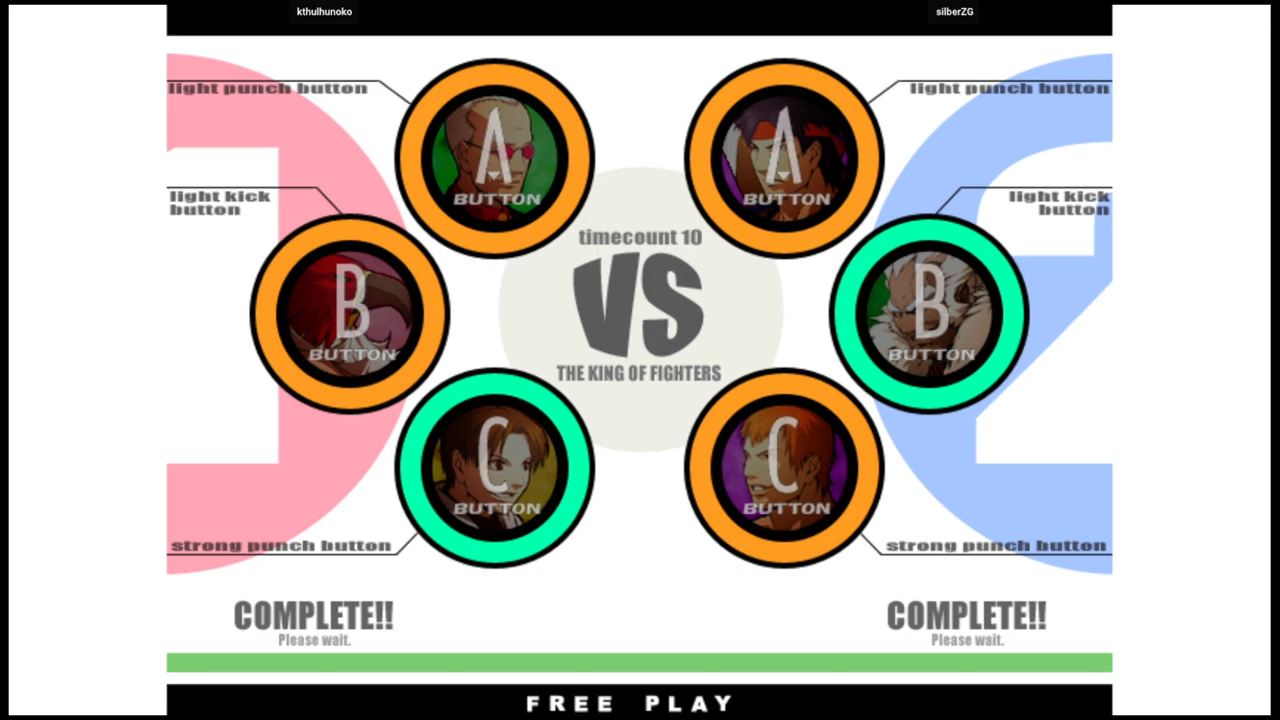 kthulhunoko
silberZG
light punch button
light punch button
A
BUTTON
A
BUTTON
light kick
button
light kick
button
timecount 10
VS
THE KING OF FIGHTERS
B
BUTTON
B
BUTTON
C
BUTTON
C
BUTTON
strong punch button
strong punch button
1
2
COMPLETE!!
Please wait.
COMPLETE!!
Please wait.
FREE PLAY